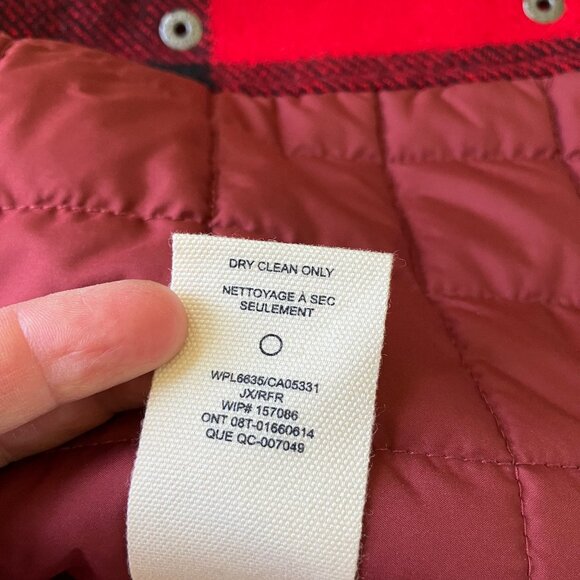 DRY CLEAN ONLY
NETTOYAGE À SEC
SEULEMENT
WPL6635/CA05331
JX/RFR
WIP# 157086
ONT 08T-01660614
QUE QC-007049